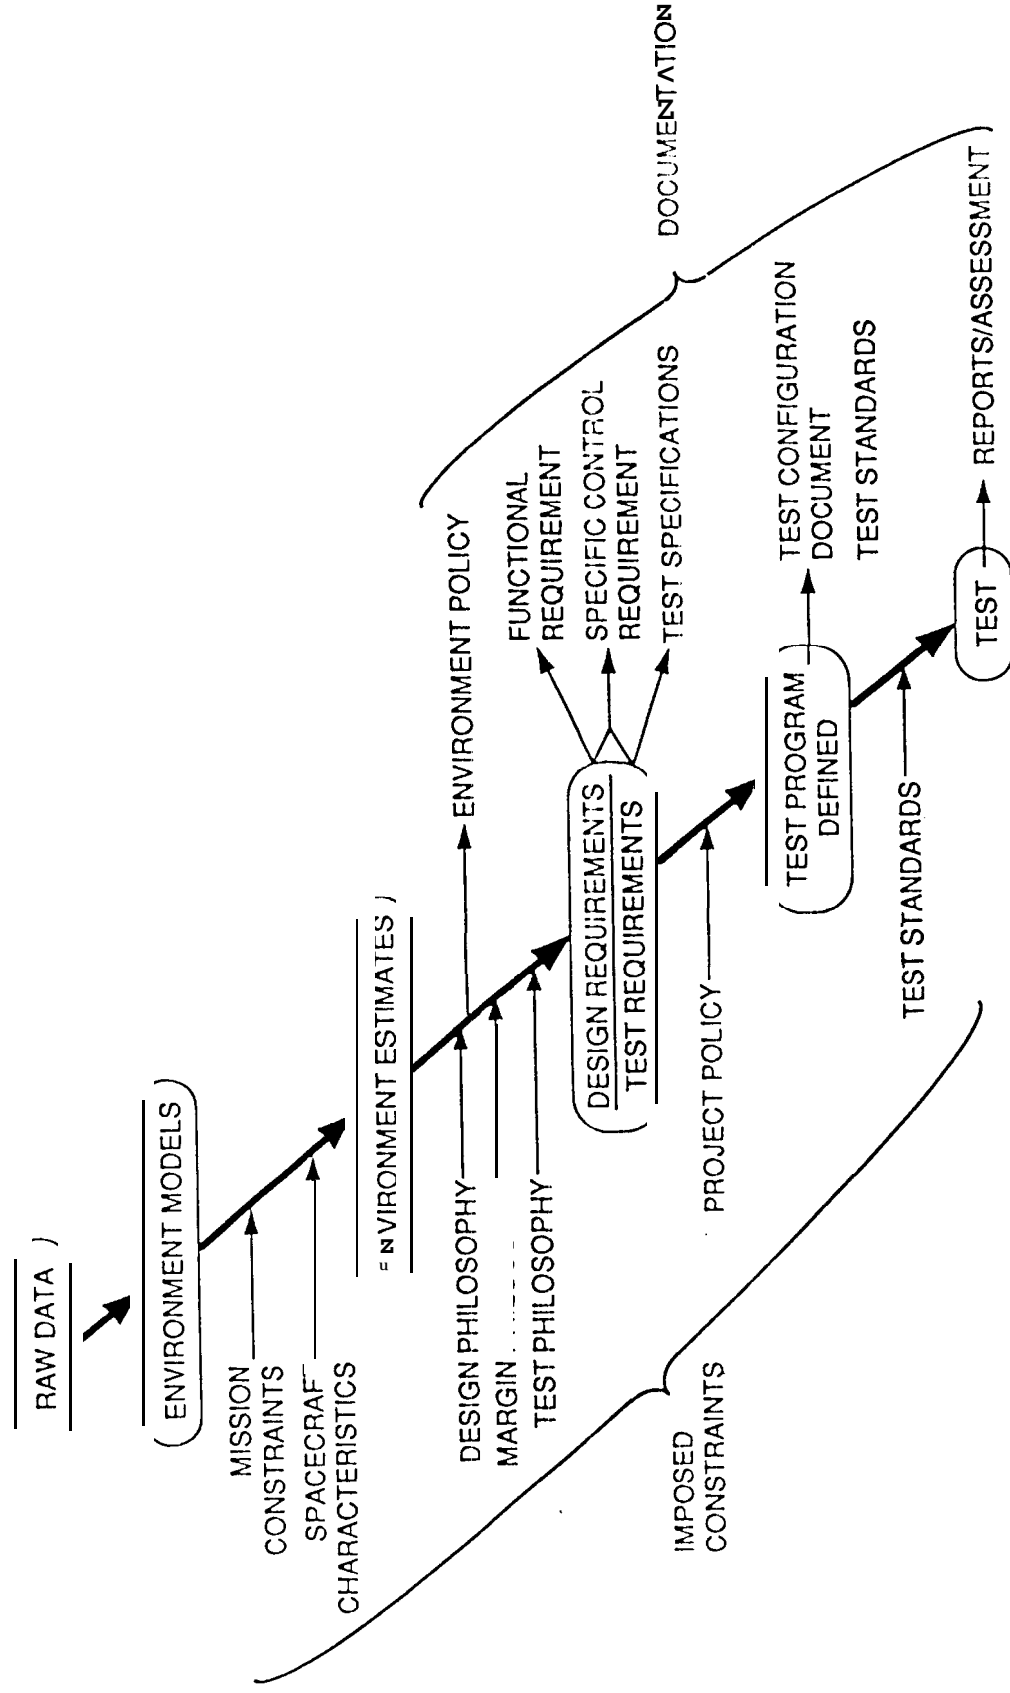 RAW DATA
ENVIRONMENT MODELS
MISSION
CONSTRAINTS
SPACECRAF
CHARACTERISTICS
NVIRONMENT ESTIMATES
DESIGN PHILOSOPHY
MARGIN
TEST PHILOSOPHY
ENVIRONMENT POLICY
DESIGN REQUIREMENTS
TEST REQUIREMENTS
FUNCTIONAL
REQUIREMENT
SPECIFIC CONTROL
REQUIREMENT
TEST SPECIFICATIONS
PROJECT POLICY
TEST PROGRAM
DEFINED
TEST CONFIGURATION
DOCUMENT
TEST STANDARDS
TEST STANDARDS
TEST
REPORTS/ASSESSMENT
IMPOSED
CONSTRAINTS
DOCUMENTATION